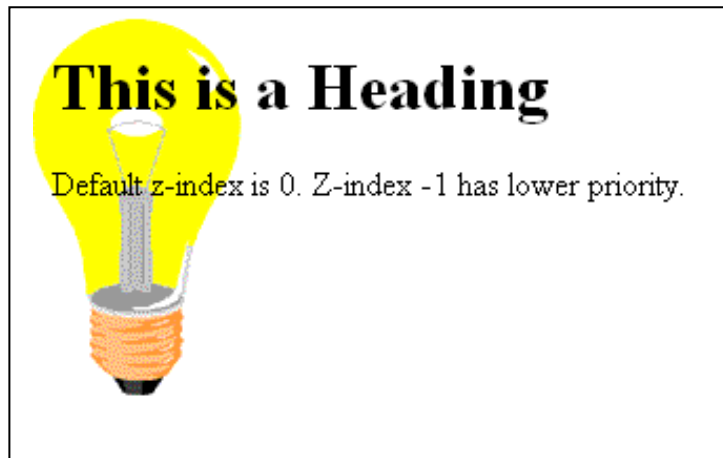 This is a Heading
Default z-index is 0. Z-index -1 has lower priority.